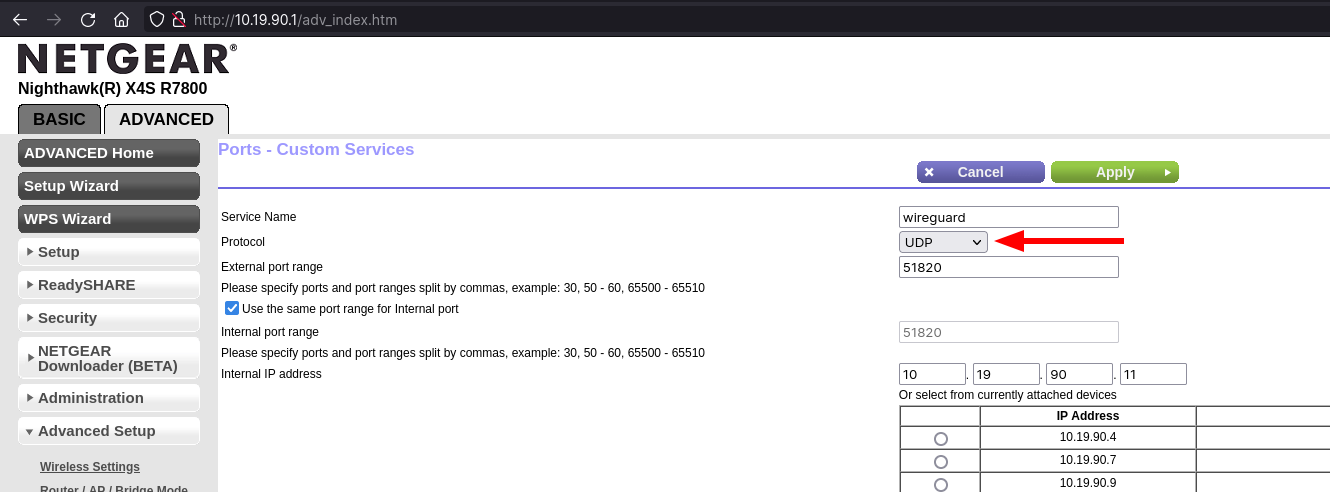 http://10.19.90.1/adv_index.htm
NETGEAR®
Nighthawk(R) X4S R7800
BASIC
ADVANCED
ADVANCED Home
Setup Wizard
WPS Wizard
Setup
ReadySHARE
Security
NETGEAR
Downloader (BETA)
Administration
Advanced Setup
Wireless Settings
Router / AP / Bridge Mode
Ports - Custom Services
Cancel
Apply
Service Name
wireguard
Protocol
UDP
External port range
51820
Please specify ports and port ranges split by commas, example: 30, 50 - 60, 65500 - 65510
Use the same port range for Internal port
Internal port range
51820
Please specify ports and port ranges split by commas, example: 30, 50 - 60, 65500 - 65510
Internal IP address
10 . 19 . 90 . 11
Or select from currently attached devices
IP Address
10.19.90.4
10.19.90.7
10.19.90.9